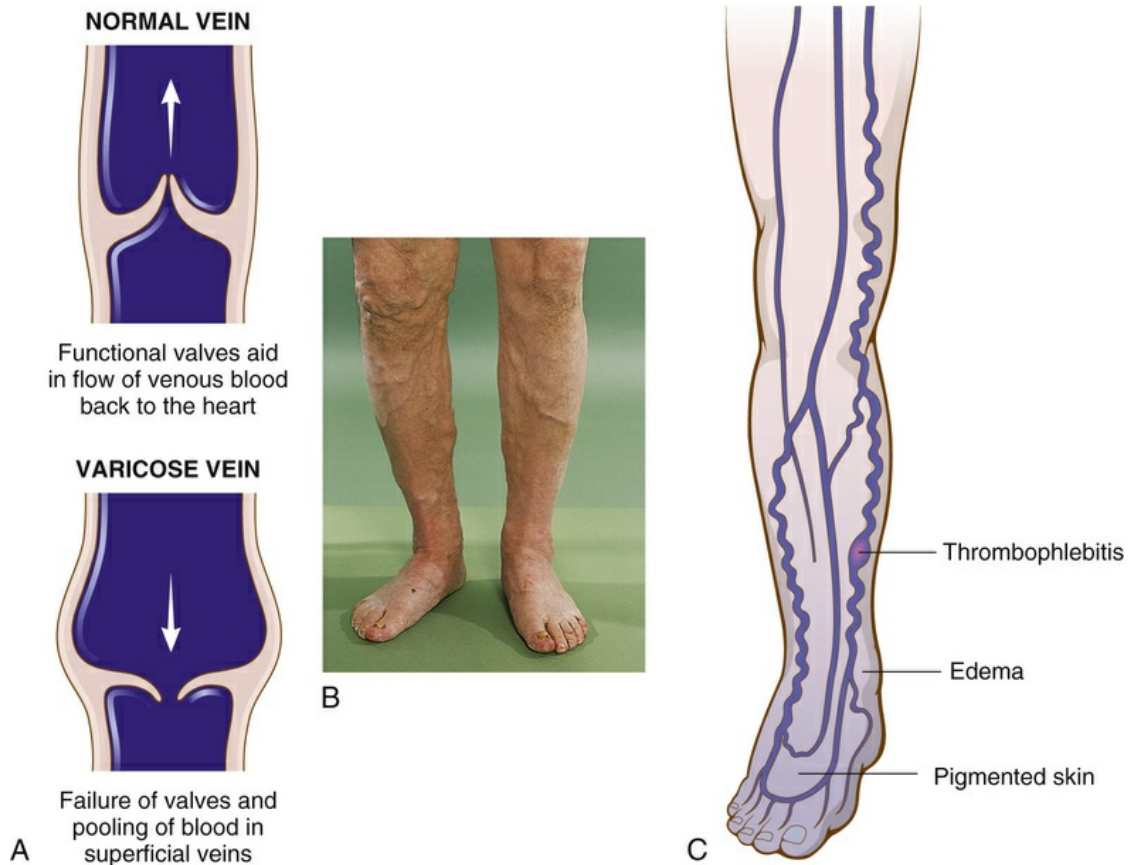 NORMAL VEIN
Functional valves aid
in flow of venous blood
back to the heart
VARICOSE VEIN
Failure of valves and
pooling of blood in
superficial veins
A
B
Thrombophlebitis
Edema
Pigmented skin
C